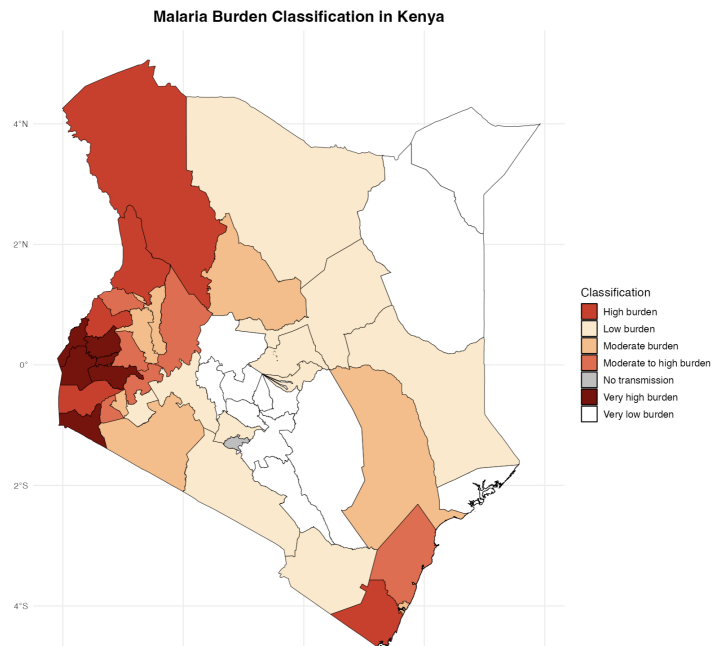 Malaria Burden Classification in Kenya
4°N
2°N
0°
2°S
4°S
Classification
High burden
Low burden
Moderate burden
Moderate to high burden
No transmission
Very high burden
Very low burden